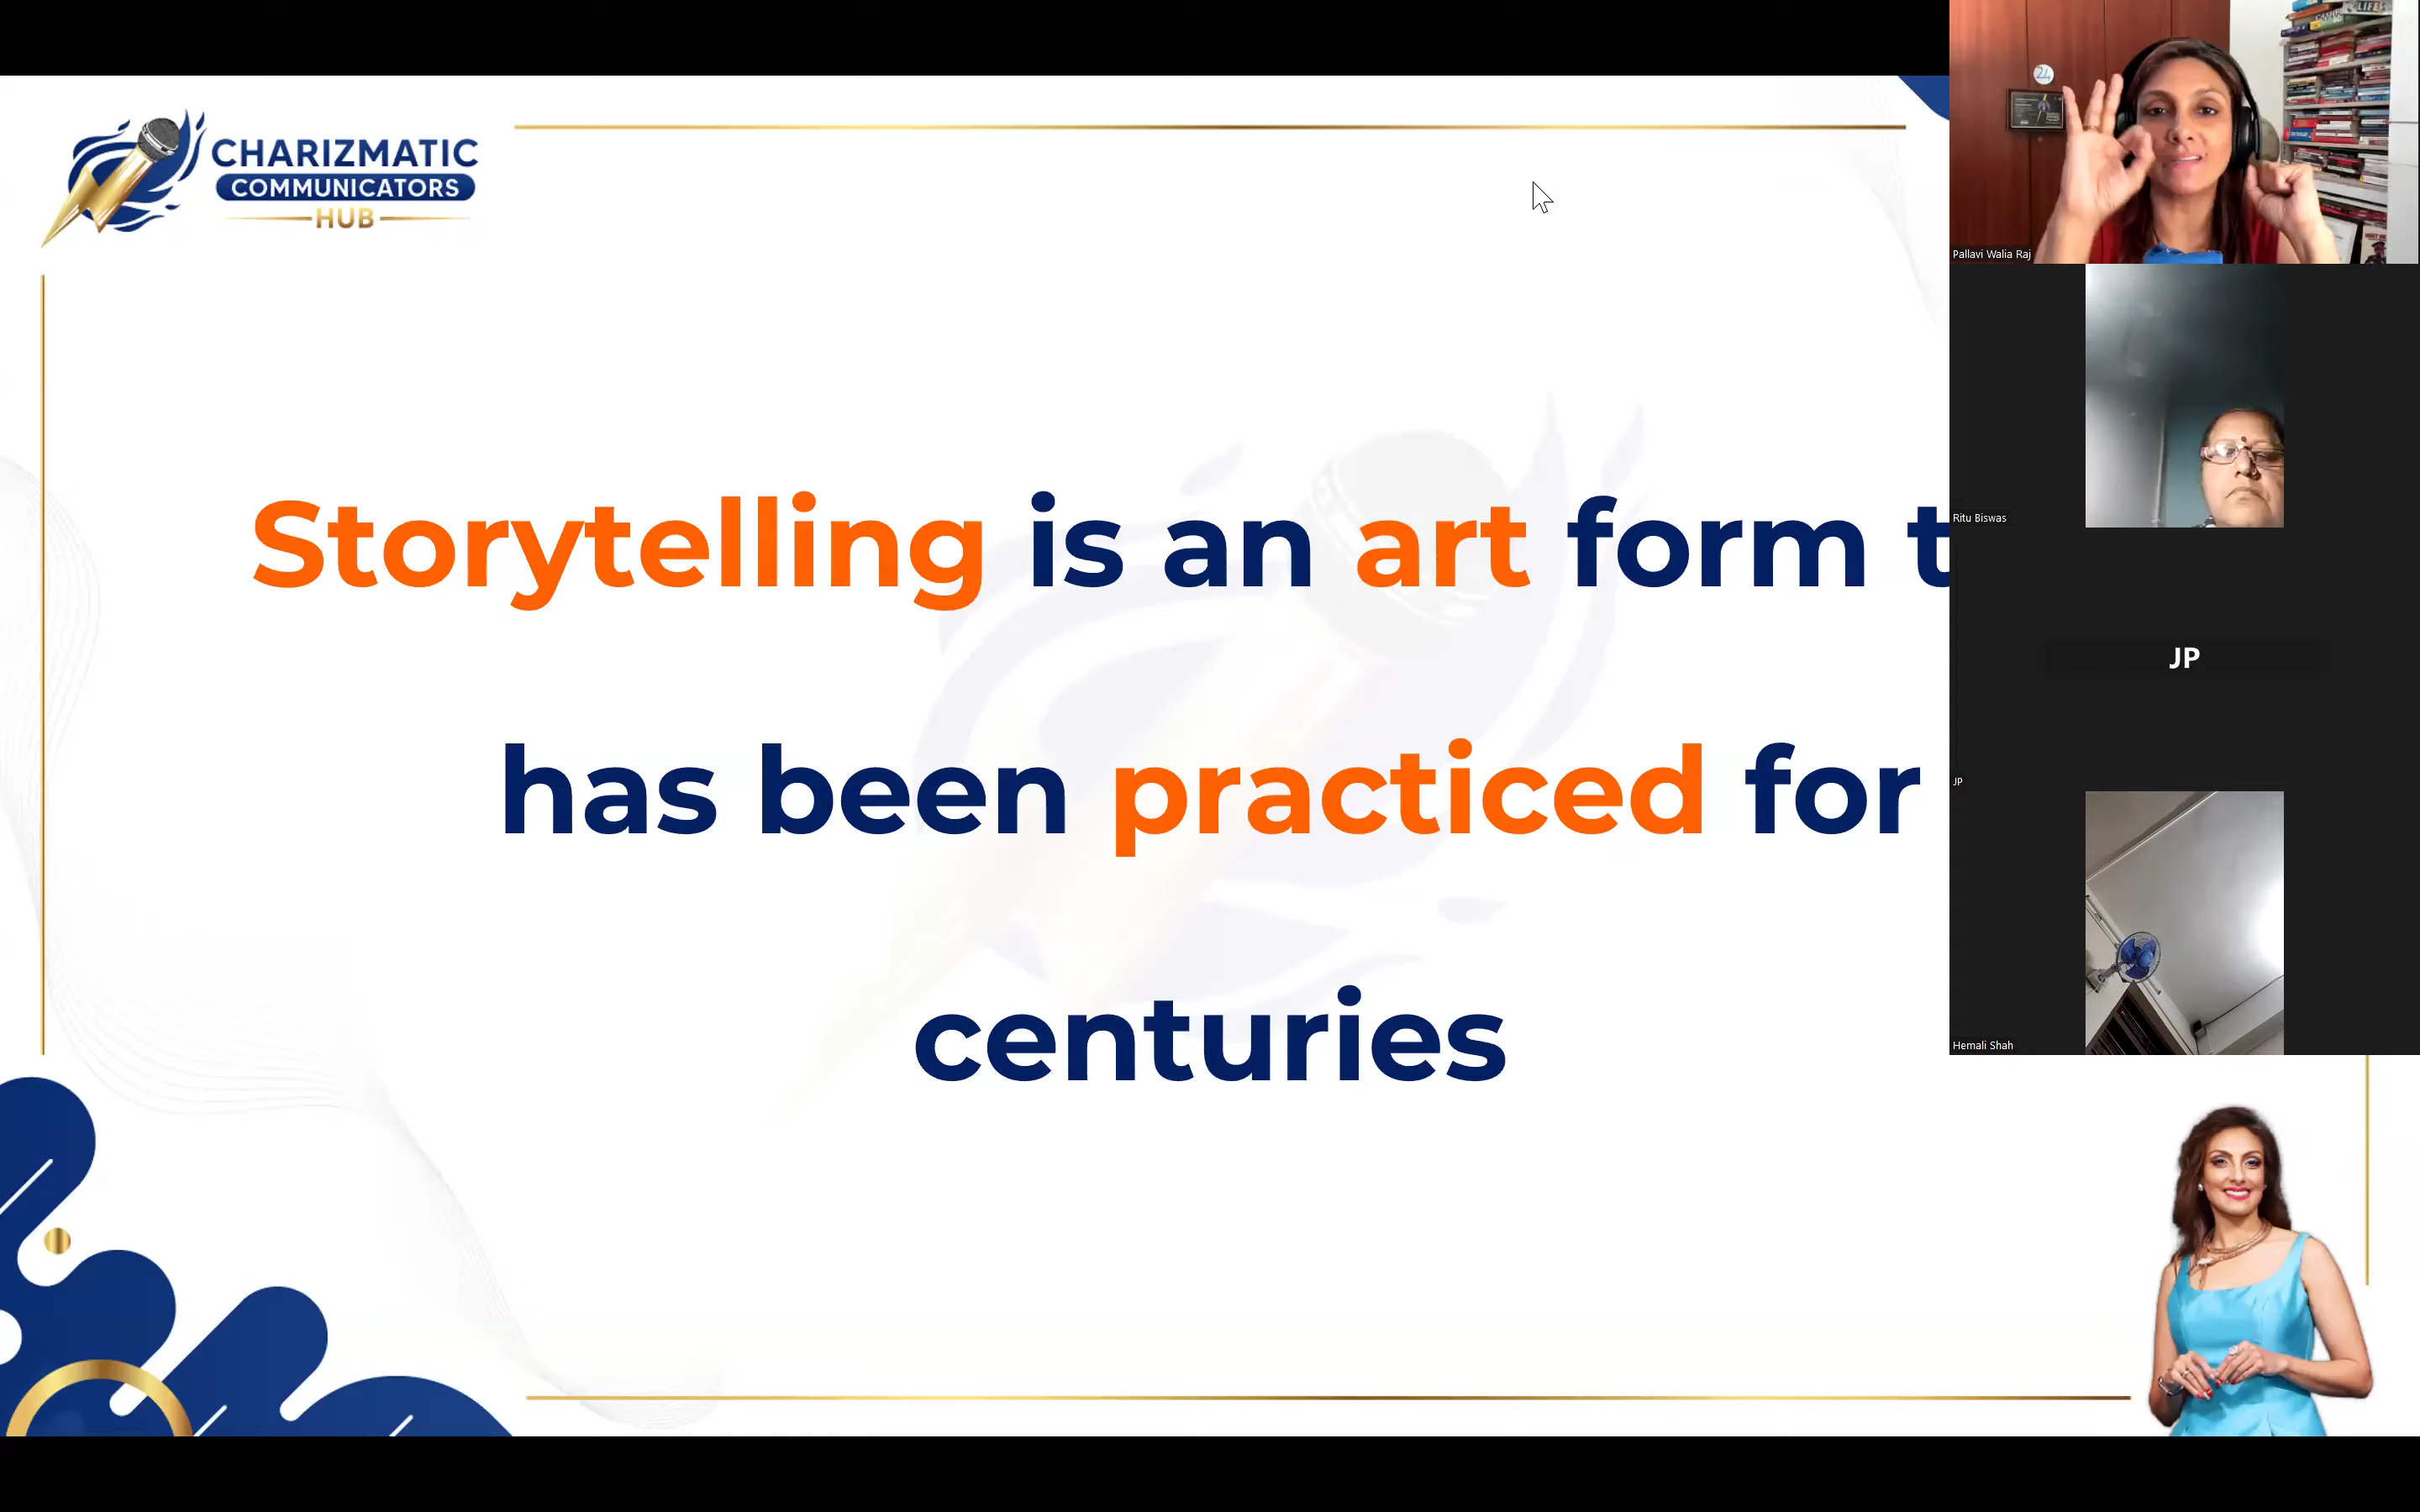 CHARIZMATIC
COMMUNICATORS
HUB
Storytelling is an art form t
has been practiced for
centuries
24
Pallavi Walia Raj
Ritu Biswas
JP
JP
Hemali Shah